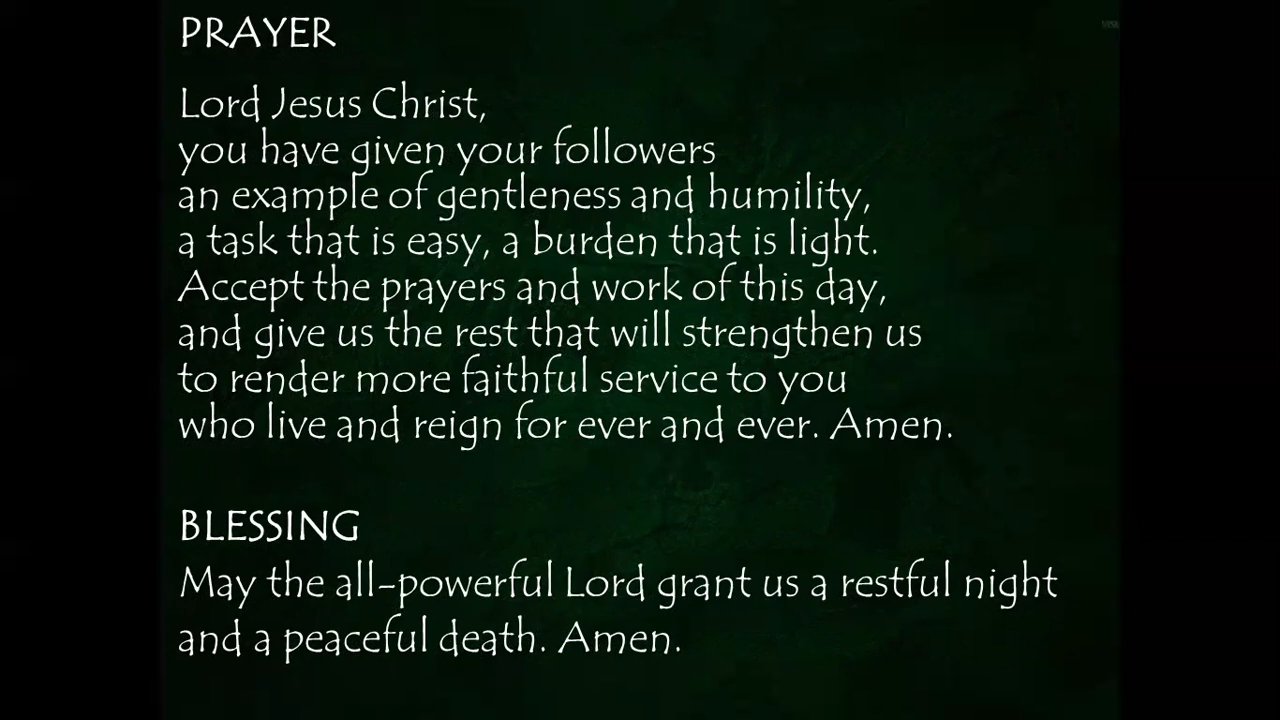 PRAYER
Lord Jesus Christ,
you have given your followers
an example of gentleness and humility,
a task that is easy, a burden that is light.
Accept the prayers and work of this day,
and give us the rest that will strengthen us
to render more faithful service to you
who live and reign for ever and ever. Amen.
BLESSING
May the all-powerful Lord grant us a restful night
and a peaceful death. Amen.